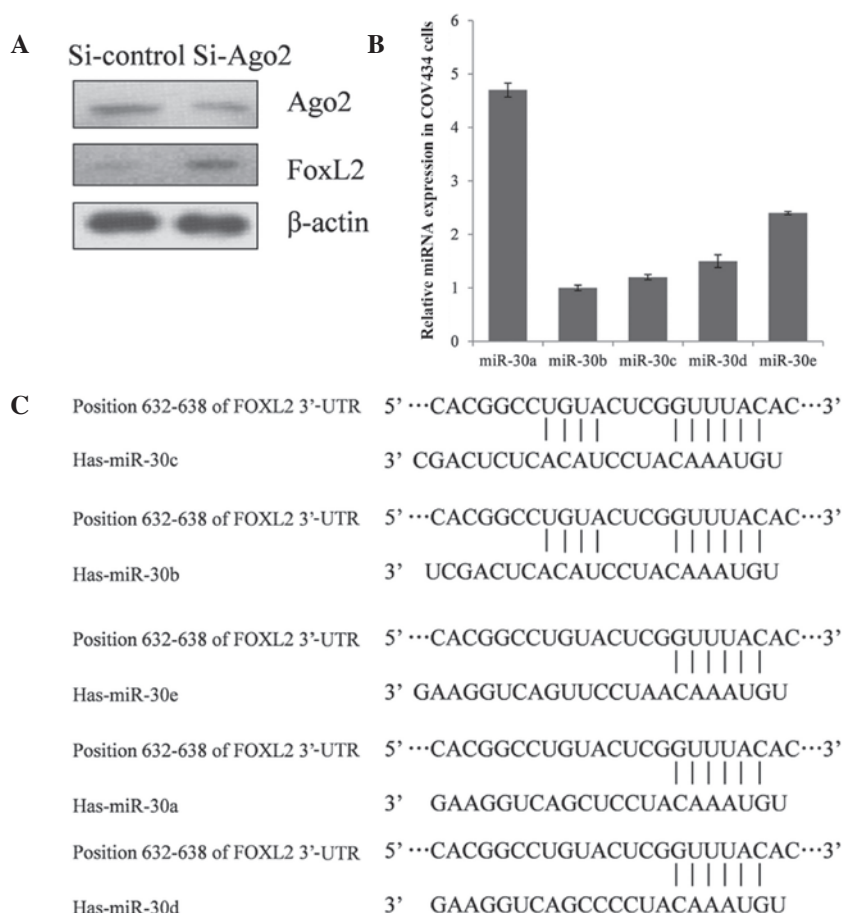 A
Si-control Si-Ago2
Ago2
FoxL2
β-actin
B
Relative miRNA expression in COV434 cells
6
5
4
3
2
1
0
miR-30a miR-30b miR-30c miR-30d miR-30e
C
Position 632-638 of FOXL2 3’-UTR 5’ ···CACGGCCUGUACUCGGUUUACAC···3’
Has-miR-30c 3’ CGACUCUCACAUCCUACAAAUGU
Position 632-638 of FOXL2 3’-UTR 5’ ···CACGGCCUGUACUCGGUUUACAC···3’
Has-miR-30b 3’ UCGACUCACAUCCUACAAAUGU
Position 632-638 of FOXL2 3’-UTR 5’ ···CACGGCCUGUACUCGGUUUACAC···3’
Has-miR-30e 3’ GAAGGUCAGUUCCUAACAAAUGU
Position 632-638 of FOXL2 3’-UTR 5’ ···CACGGCCUGUACUCGGUUUACAC···3’
Has-miR-30a 3’ GAAGGUCAGCUCCUACAAAUGU
Position 632-638 of FOXL2 3’-UTR 5’ ···CACGGCCUGUACUCGGUUUACAC···3’
Has-miR-30d 3’ GAAGGUCAGCCCCUACAAAUGU